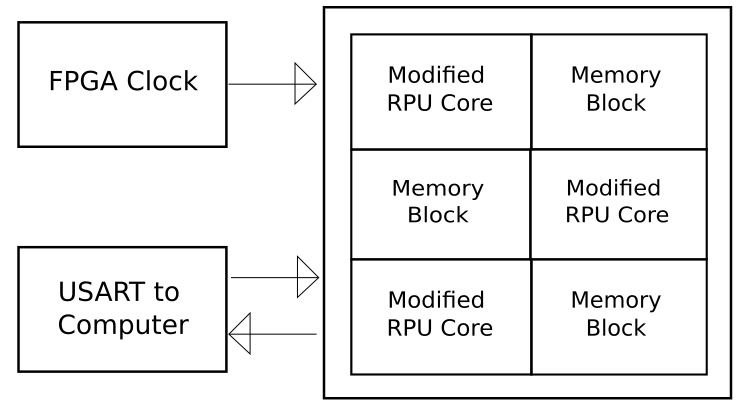 FPGA Clock
Modified
RPU Core
Memory
Block
Memory
Block
Modified
RPU Core
USART to
Computer
Modified
RPU Core
Memory
Block